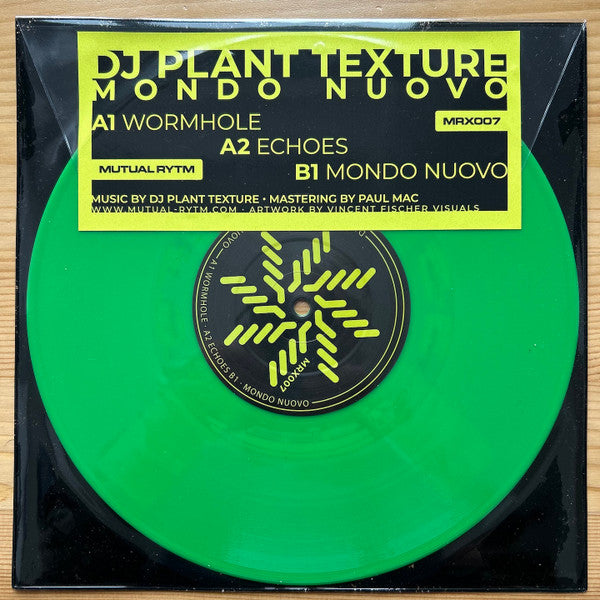 DJ PLANT TEXTURE
MONDO NUOVO
A1 WORMHOLE
MRX007
A2 ECHOES
MUTUAL RYTM
B1 MONDO NUOVO
MUSIC BY DJ PLANT TEXTURE • MASTERING BY PAUL MAC
WWW.MUTUAL-RYTM.COM • ARTWORK BY VINCENT FISCHER VISUALS
NUOVO — A1 WORMHOLE · A2 ECHOES B1 · MONDO NUOVO —
MRX007